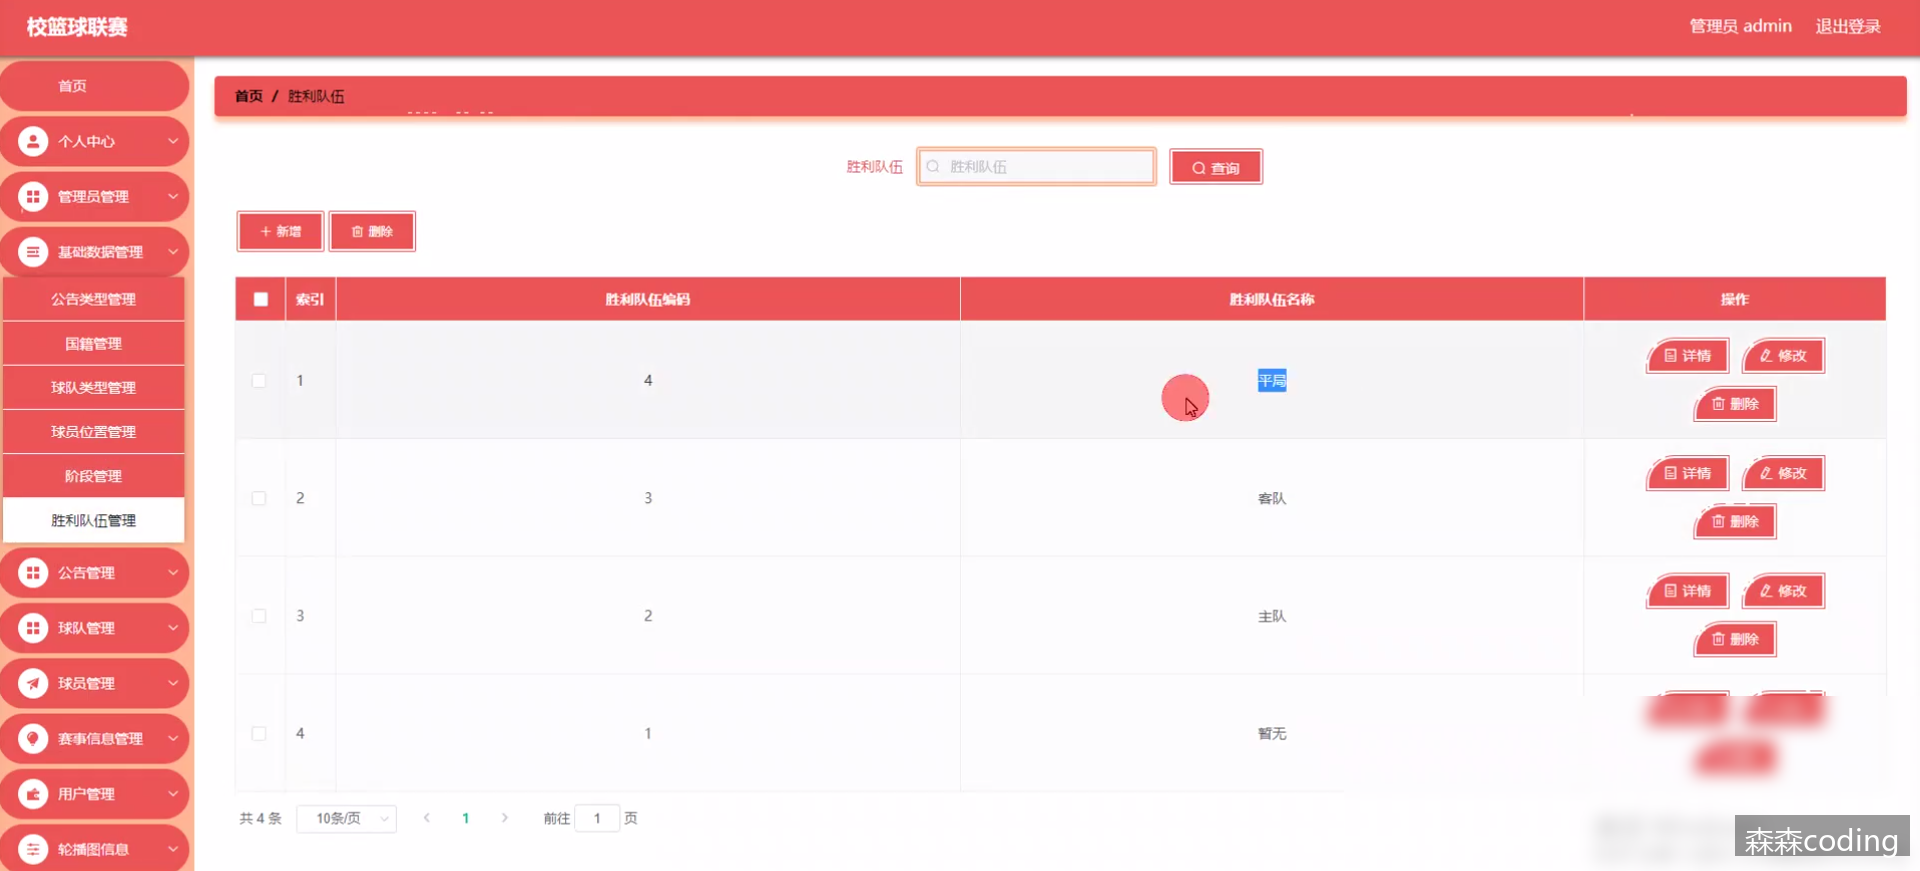 校篮球联赛
管理员 admin 退出登录
首页
个人中心
管理员管理
基础数据管理
公告类型管理
国籍管理
球队类型管理
球员位置管理
阶段管理
胜利队伍管理
公告管理
球队管理
球员管理
赛事信息管理
用户管理
轮播图信息
首页 / 胜利队伍
胜利队伍 胜利队伍 查询
新增 删除
索引 胜利队伍编码 胜利队伍名称 操作
1 4 平局 详情 修改
删除
2 3 客队 详情 修改
删除
3 2 主队 详情 修改
删除
4 1 暂无
共 4 条 10条/页 1 前往 1 页
森森coding